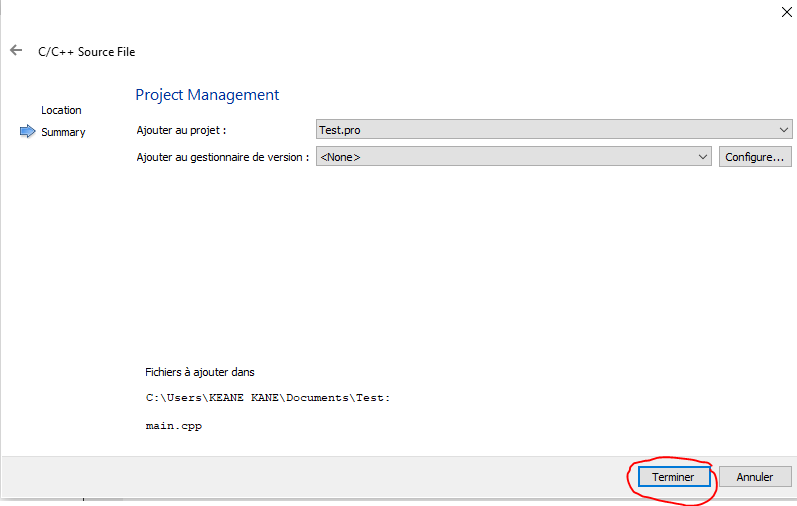 C/C++ Source File
Project Management
Location
Summary
Ajouter au projet :
Test.pro
Ajouter au gestionnaire de version :
<None>
Configure...
Fichiers à ajouter dans
C:\Users\KEANE KANE\Documents\Test:
main.cpp
Terminer
Annuler